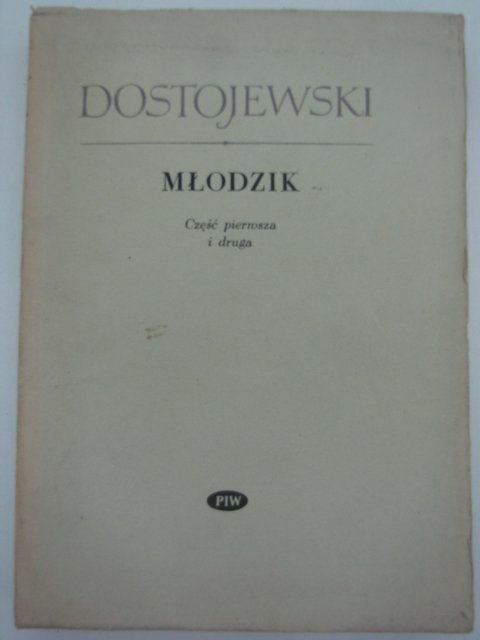 DOSTOJEWSKI
MŁODZIK
Część pierwsza
i druga
PIW